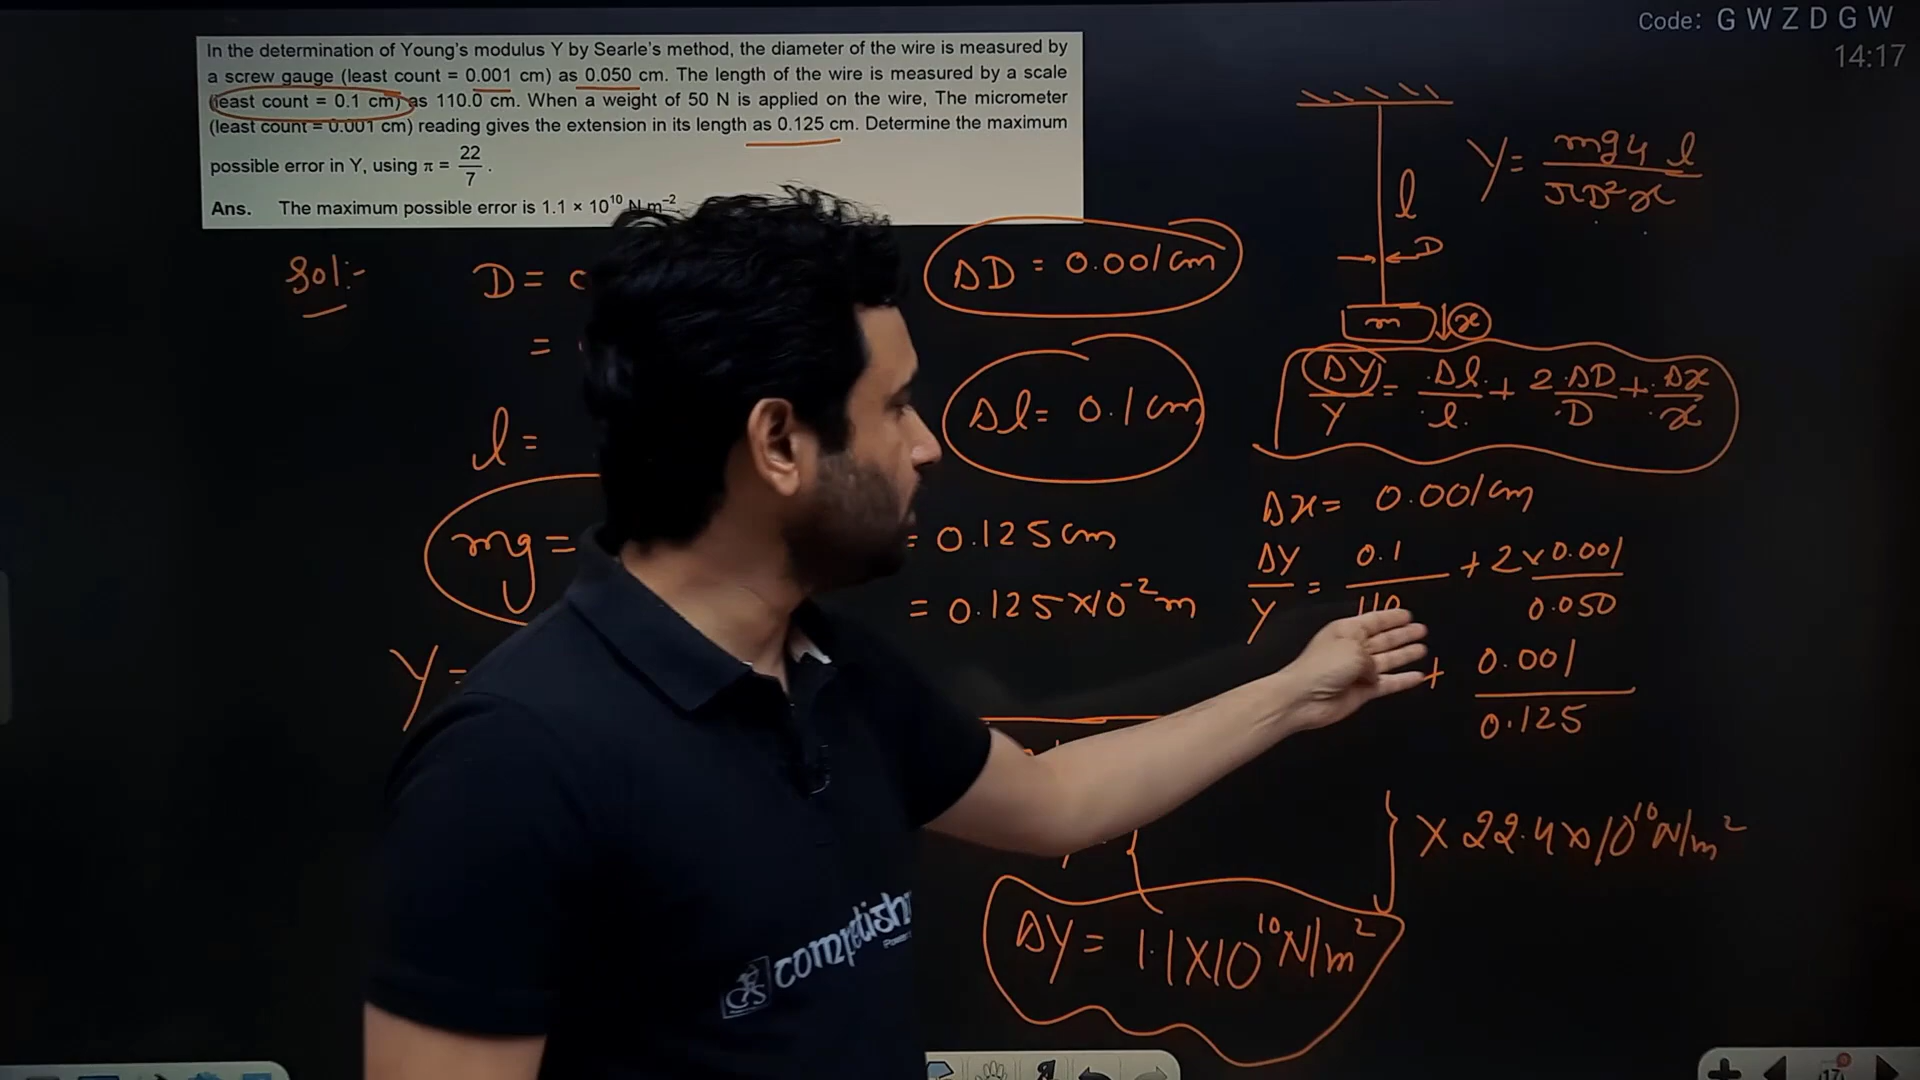 Code: G W Z D G W
14:17
In the determination of Young's modulus Y by Searle's method, the diameter of the wire is measured by
a screw gauge (least count = 0.001 cm) as 0.050 cm. The length of the wire is measured by a scale
(least count = 0.1 cm) as 110.0 cm. When a weight of 50 N is applied on the wire, The micrometer
(least count = 0.001 cm) reading gives the extension in its length as 0.125 cm. Determine the maximum
possible error in Y, using π = 22/7 .
Ans. The maximum possible error is 1.1 × 10¹⁰ N m⁻²
Y = mg4 l / πD²x
l
D
m x
Sol:-
D =
ΔD = 0.001cm
=
ΔY/Y = Δl/l + 2ΔD/D + Δx/x
l =
Δl = 0.1cm
Δx = 0.001cm
mg =
= 0.125cm
= 0.125×10⁻²m
ΔY/Y = 0.1/110 + 2×0.001/0.050
+ 0.001/0.125
Y =
} × 22.4×10¹⁰N/m²
ΔY = 1.1×10¹⁰N/m²
competishn
17